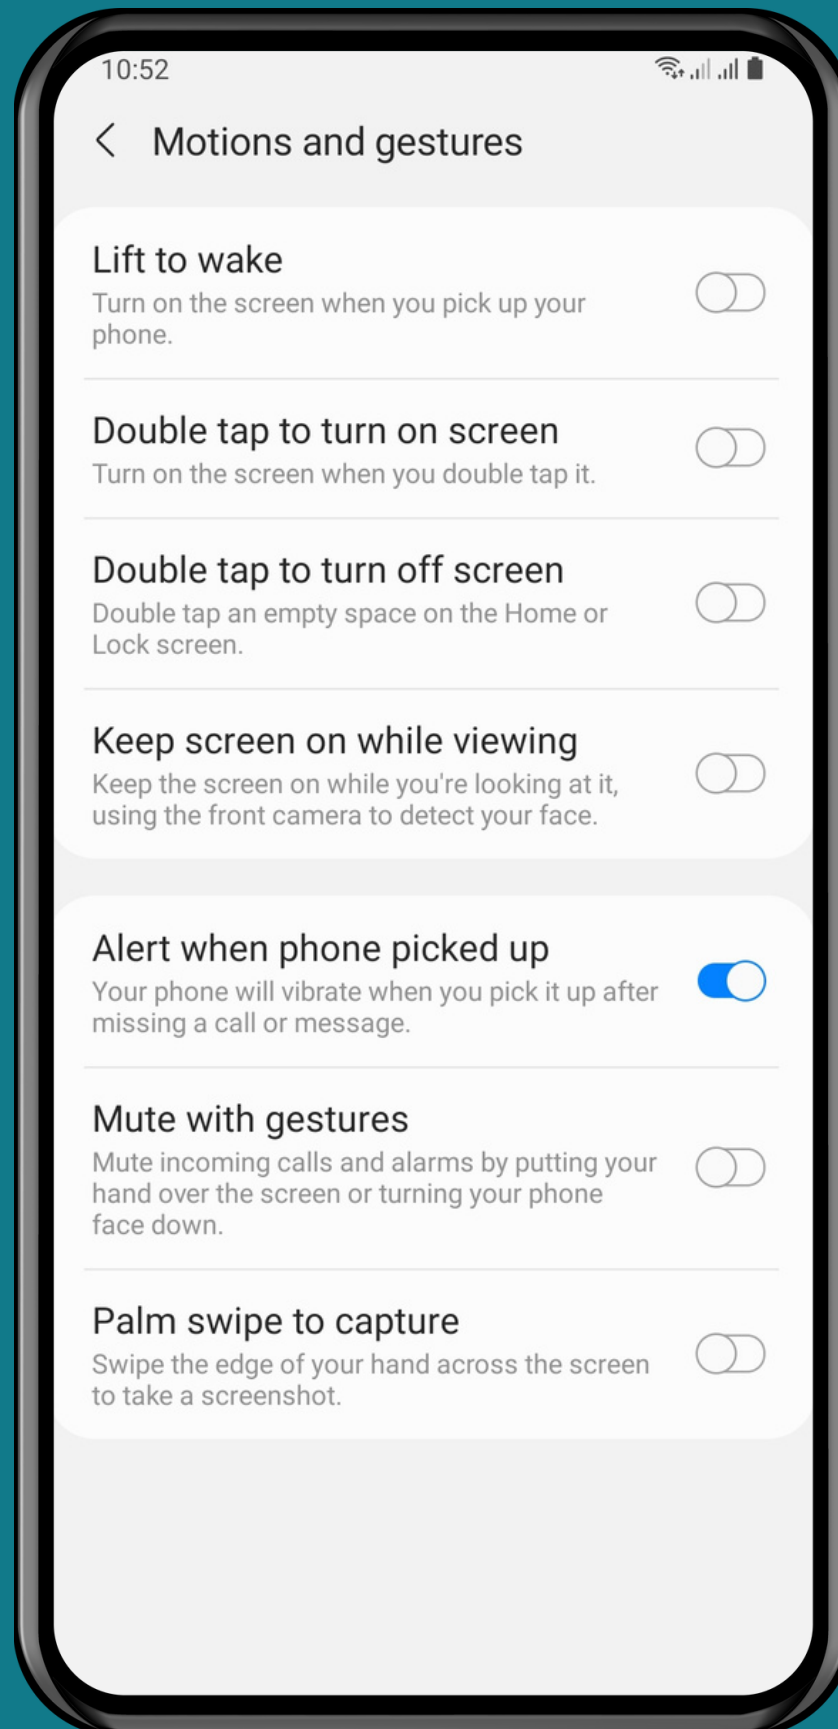 10:52
Motions and gestures
Lift to wake
Turn on the screen when you pick up your
phone.
Double tap to turn on screen
Turn on the screen when you double tap it.
Double tap to turn off screen
Double tap an empty space on the Home or
Lock screen.
Keep screen on while viewing
Keep the screen on while you're looking at it,
using the front camera to detect your face.
Alert when phone picked up
Your phone will vibrate when you pick it up after
missing a call or message.
Mute with gestures
Mute incoming calls and alarms by putting your
hand over the screen or turning your phone
face down.
Palm swipe to capture
Swipe the edge of your hand across the screen
to take a screenshot.